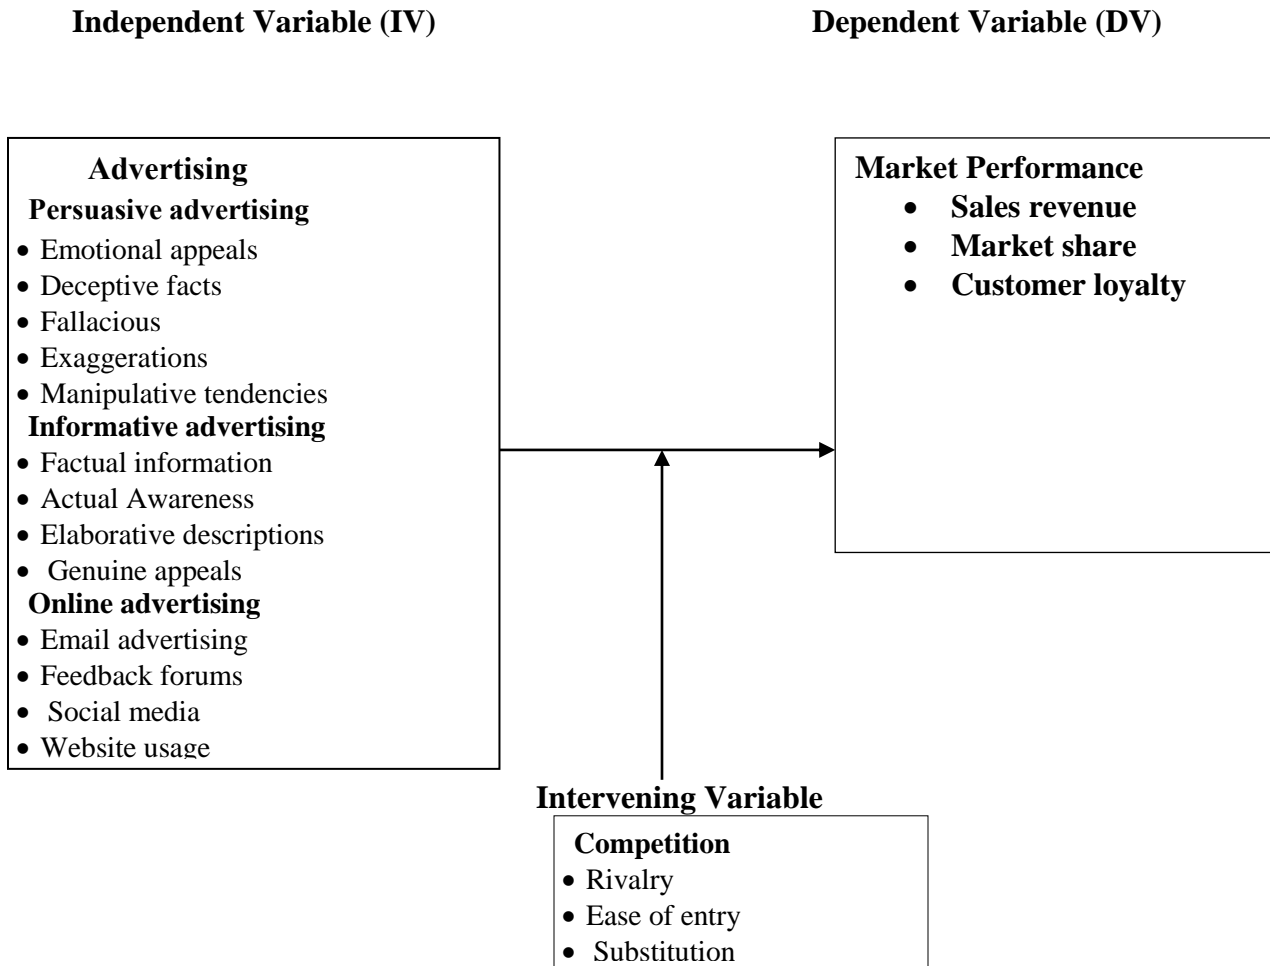 Independent Variable (IV)
Dependent Variable (DV)
Advertising
Persuasive advertising
• Emotional appeals
• Deceptive facts
• Fallacious
• Exaggerations
• Manipulative tendencies
Informative advertising
• Factual information
• Actual Awareness
• Elaborative descriptions
• Genuine appeals
Online advertising
• Email advertising
• Feedback forums
• Social media
• Website usage
Market Performance
• Sales revenue
• Market share
• Customer loyalty
Intervening Variable
Competition
• Rivalry
• Ease of entry
• Substitution